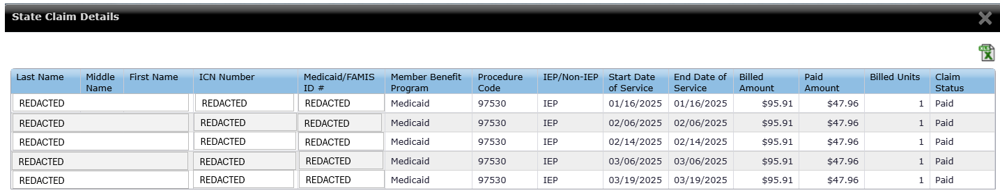 State Claim Details
Last Name Middle Name First Name ICN Number Medicaid/FAMIS ID # Member Benefit Program Procedure Code IEP/Non-IEP Start Date of Service End Date of Service Billed Amount Paid Amount Billed Units Claim Status
REDACTED REDACTED REDACTED Medicaid 97530 IEP 01/16/2025 01/16/2025 $95.91 $47.96 1 Paid
REDACTED REDACTED REDACTED Medicaid 97530 IEP 02/06/2025 02/06/2025 $95.91 $47.96 1 Paid
REDACTED REDACTED REDACTED Medicaid 97530 IEP 02/14/2025 02/14/2025 $95.91 $47.96 1 Paid
REDACTED REDACTED REDACTED Medicaid 97530 IEP 03/06/2025 03/06/2025 $95.91 $47.96 1 Paid
REDACTED REDACTED REDACTED Medicaid 97530 IEP 03/19/2025 03/19/2025 $95.91 $47.96 1 Paid